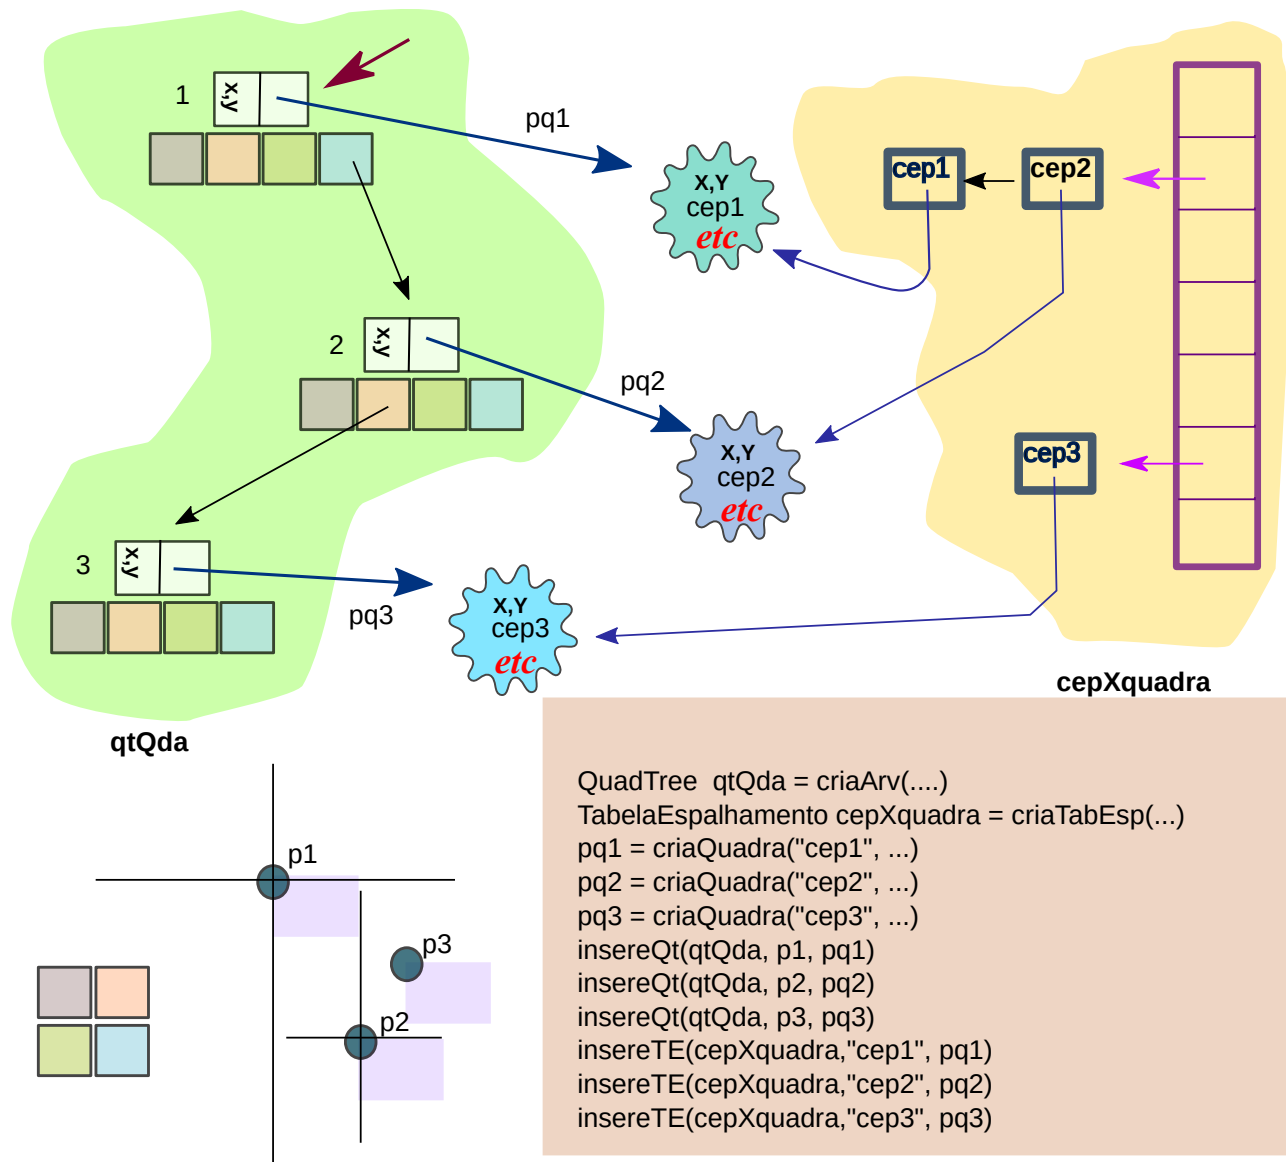 1
x,y
pq1
X,Y
cep1
etc
cep1
cep2
2
x,y
pq2
X,Y
cep2
etc
cep3
3
x,y
pq3
X,Y
cep3
etc
cepXquadra
qtQda
p1
p3
p2
QuadTree qtQda = criaArv(....)
TabelaEspalhamento cepXquadra = criaTabEsp(...)
pq1 = criaQuadra("cep1", ...)
pq2 = criaQuadra("cep2", ...)
pq3 = criaQuadra("cep3", ...)
insereQt(qtQda, p1, pq1)
insereQt(qtQda, p2, pq2)
insereQt(qtQda, p3, pq3)
insereTE(cepXquadra,"cep1", pq1)
insereTE(cepXquadra,"cep2", pq2)
insereTE(cepXquadra,"cep3", pq3)